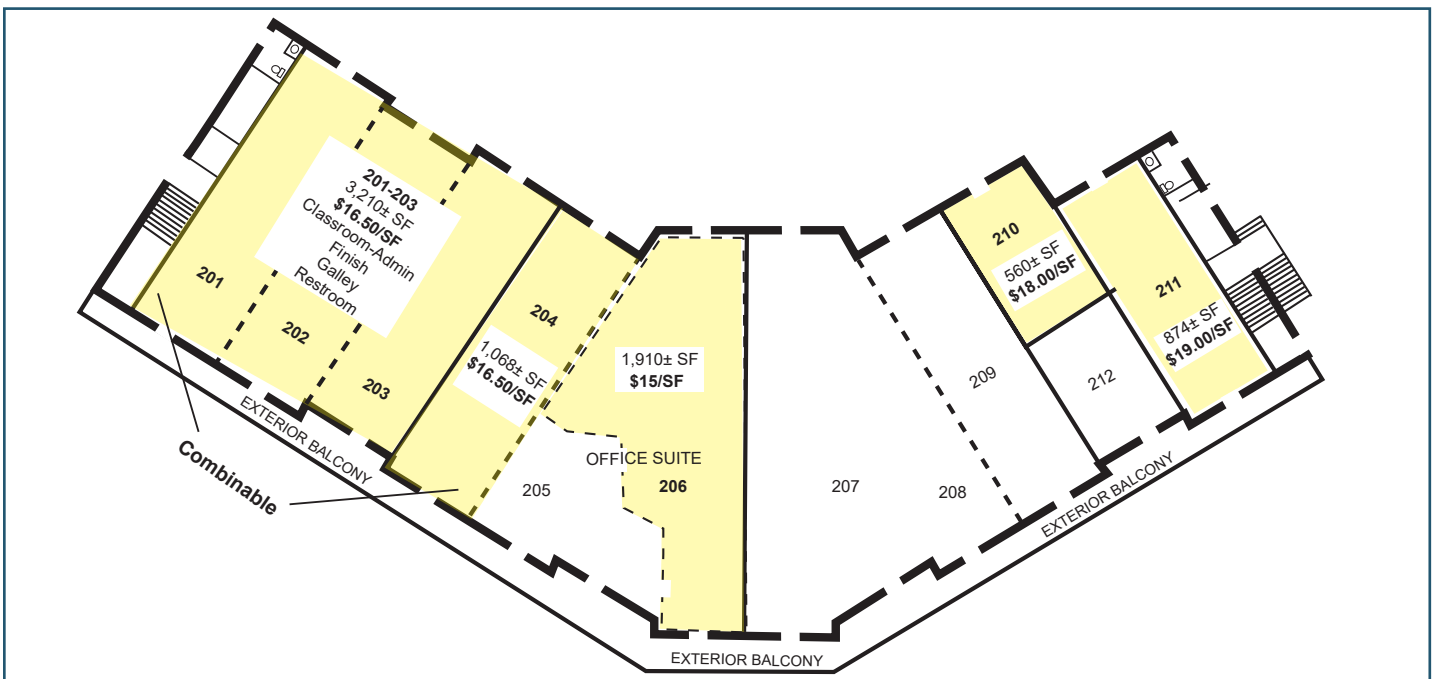 201-203
3,210± SF
$16.50/SF
Classroom-Admin
Finish
Galley
Restroom
201
202
203
204
1,068± SF
$16.50/SF
1,910± SF
$15/SF
OFFICE SUITE
205
206
207
208
209
210
560± SF
$18.00/SF
211
874± SF
$19.00/SF
212
Combinable
EXTERIOR BALCONY
EXTERIOR BALCONY
EXTERIOR BALCONY